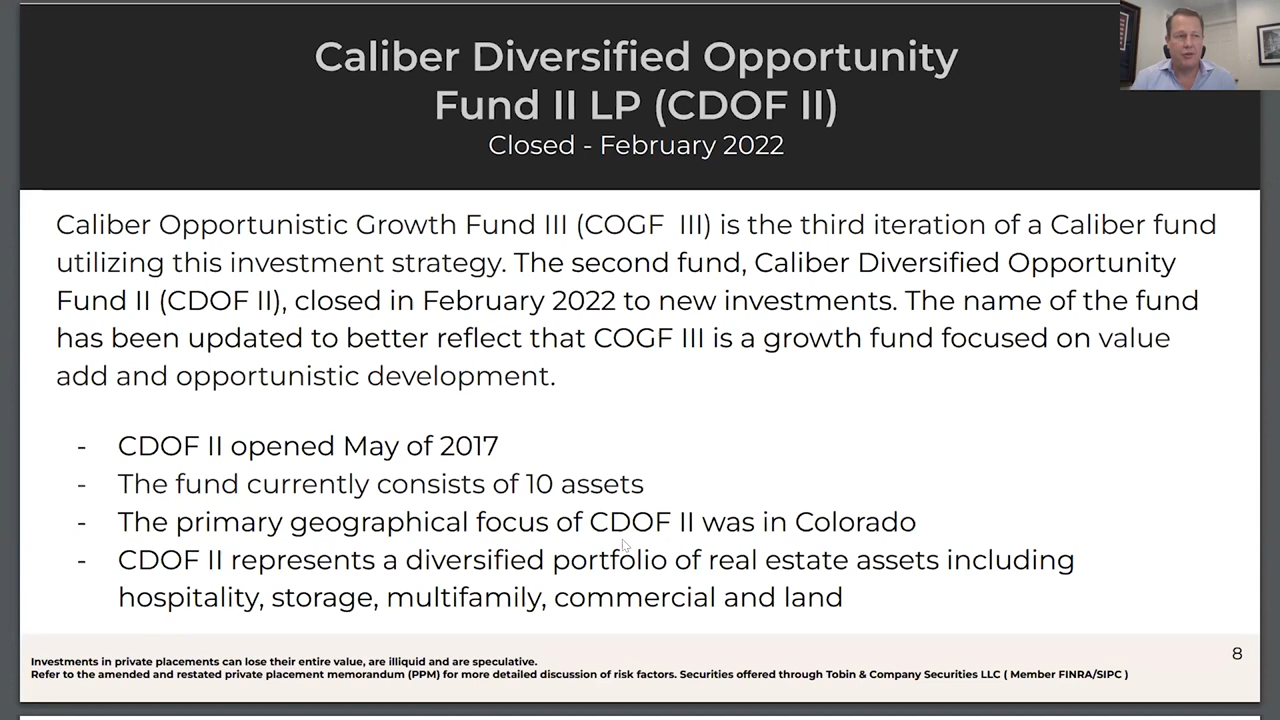 Caliber Diversified Opportunity
Fund II LP (CDOF II)
Closed - February 2022
Caliber Opportunistic Growth Fund III (COGF III) is the third iteration of a Caliber fund
utilizing this investment strategy. The second fund, Caliber Diversified Opportunity
Fund II (CDOF II), closed in February 2022 to new investments. The name of the fund
has been updated to better reflect that COGF III is a growth fund focused on value
add and opportunistic development.
- CDOF II opened May of 2017
- The fund currently consists of 10 assets
- The primary geographical focus of CDOF II was in Colorado
- CDOF II represents a diversified portfolio of real estate assets including
hospitality, storage, multifamily, commercial and land
Investments in private placements can lose their entire value, are illiquid and are speculative.
Refer to the amended and restated private placement memorandum (PPM) for more detailed discussion of risk factors. Securities offered through Tobin & Company Securities LLC ( Member FINRA/SIPC )
8